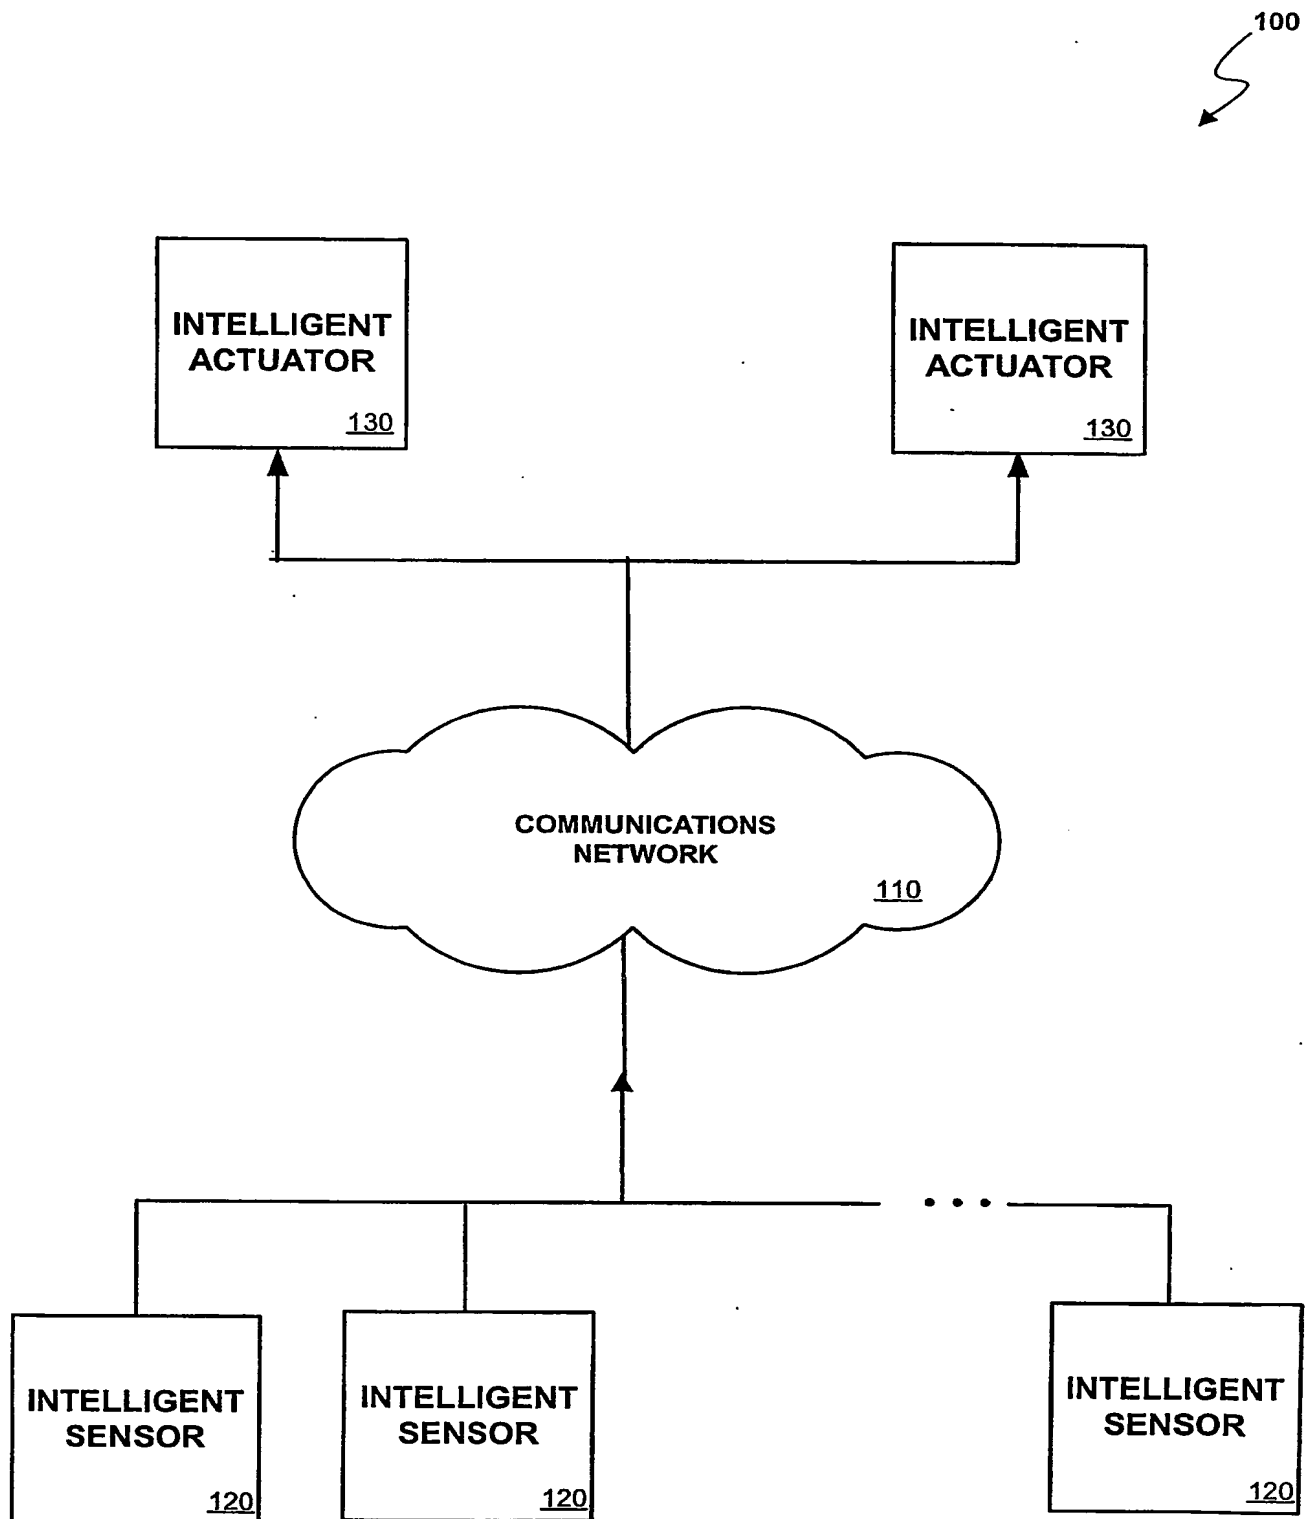 100
INTELLIGENT
ACTUATOR
130
INTELLIGENT
ACTUATOR
130
COMMUNICATIONS
NETWORK
110
INTELLIGENT
SENSOR
120
INTELLIGENT
SENSOR
120
INTELLIGENT
SENSOR
120